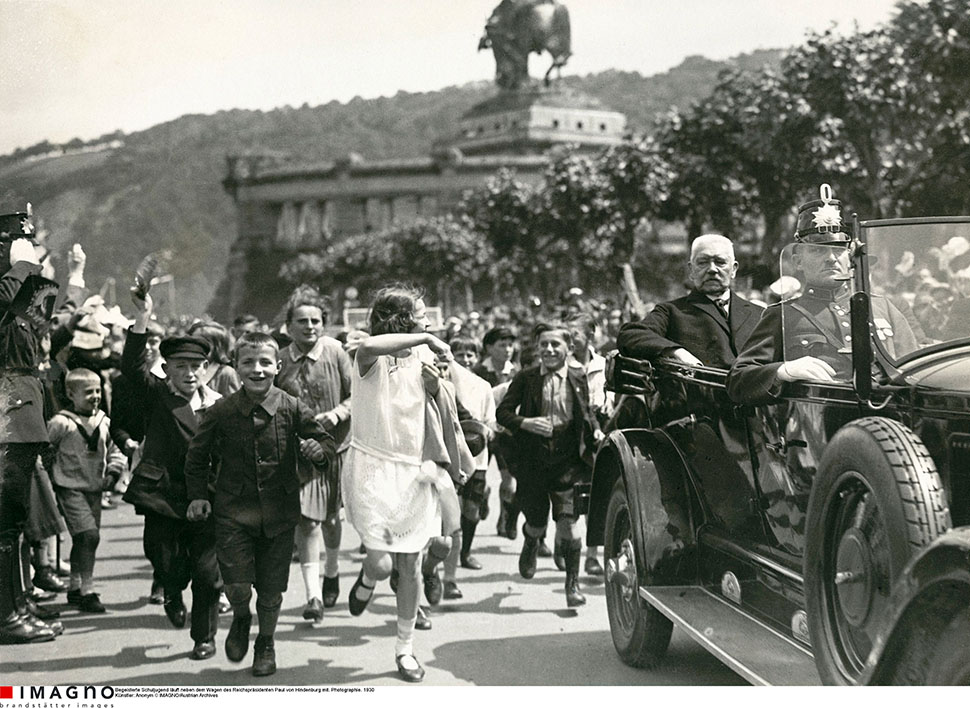 IMAGNO
brandstätter images
Begeisterte Schuljugend läuft neben dem Wagen des Reichspräsidenten Paul von Hindenburg mit. Photographie. 1930
Künstler: Anonym © IMAGNO/Austrian Archives